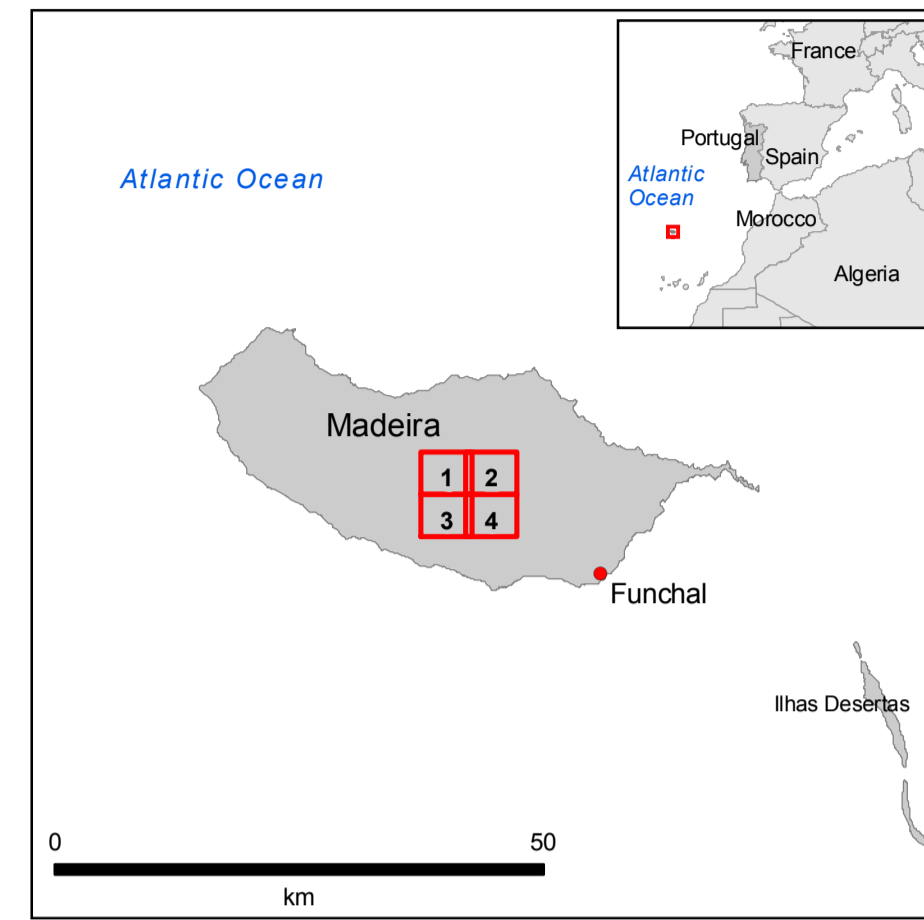 France
Portugal
Spain
Atlantic
Ocean
Morocco
Algeria
Atlantic Ocean
Madeira
1 2
3 4
Funchal
Ilhas Desertas
0 50
km